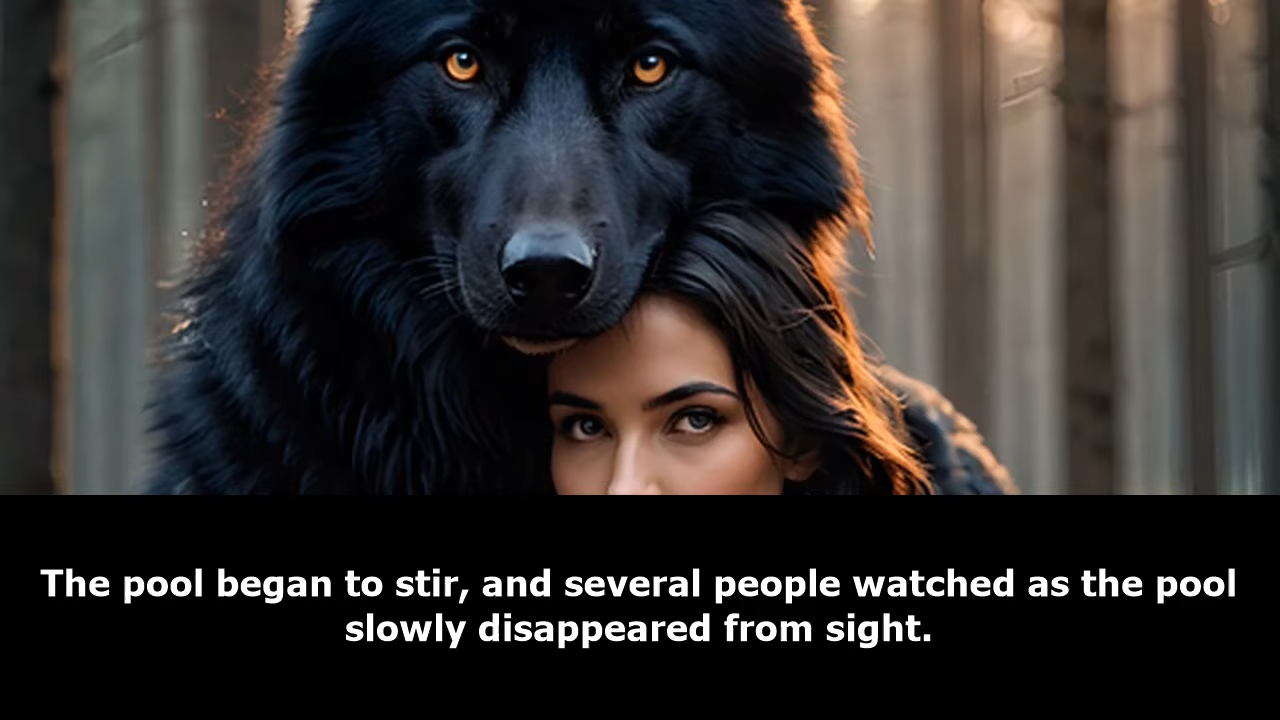 The pool began to stir, and several people watched as the pool
slowly disappeared from sight.